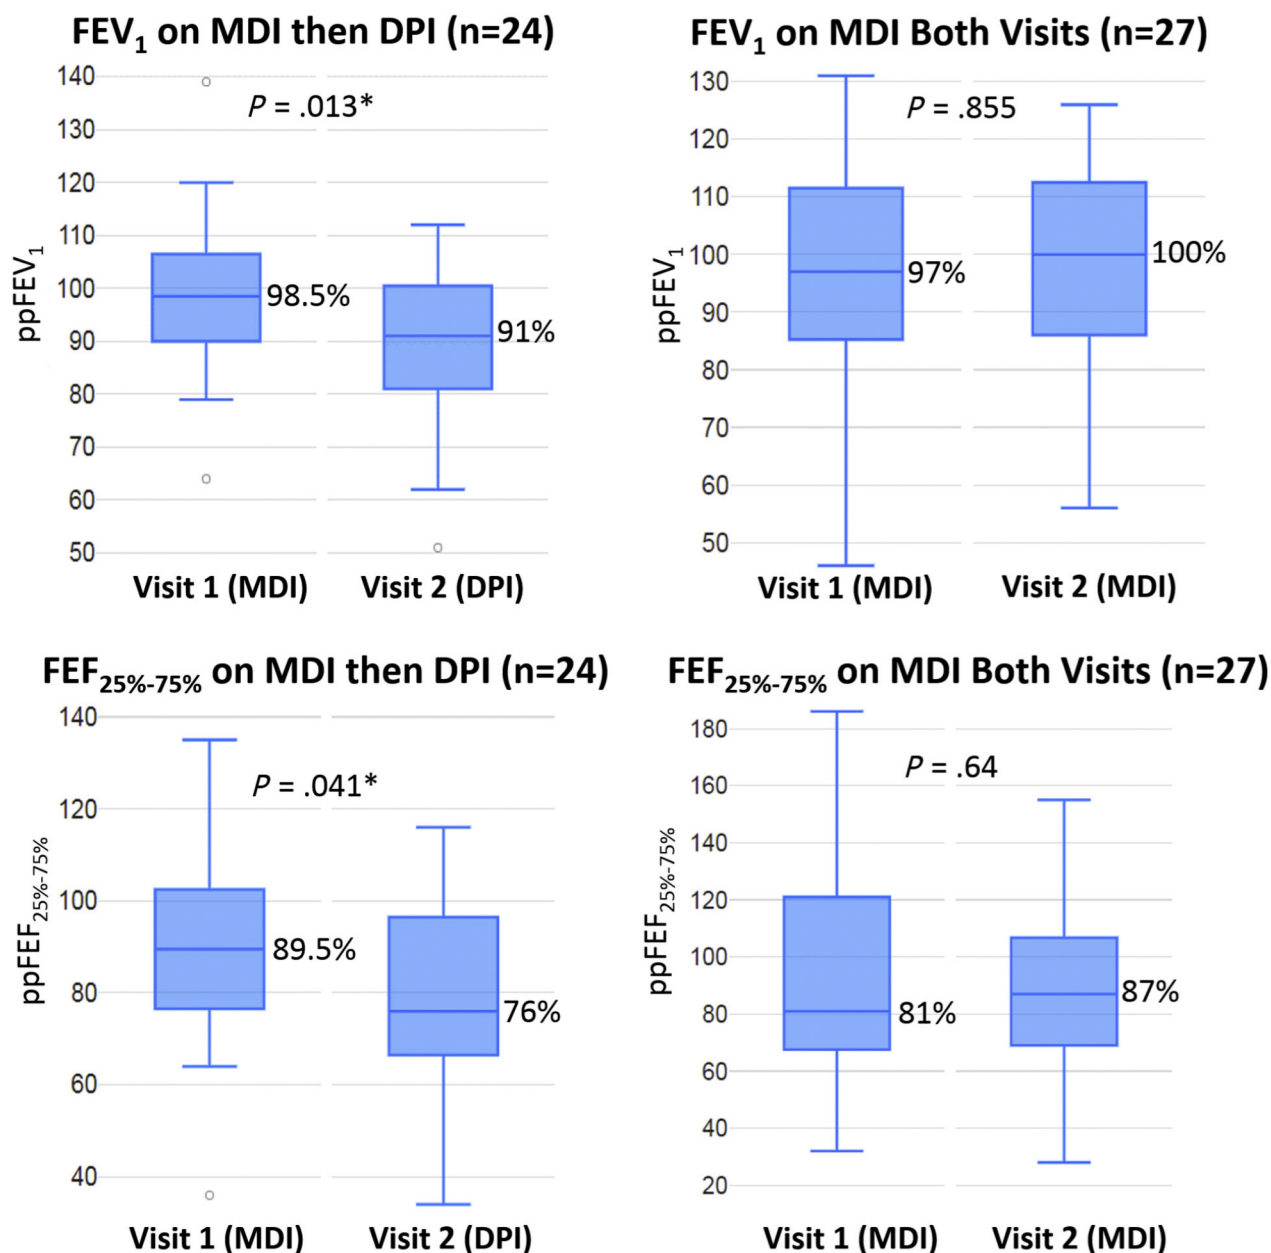 FEV1 on MDI then DPI (n=24)
140
130
120
110
100
90
80
70
60
50
ppFEV1
P = .013*
98.5%
91%
Visit 1 (MDI)
Visit 2 (DPI)
FEV1 on MDI Both Visits (n=27)
130
120
110
100
90
80
70
60
50
ppFEV1
P = .855
97%
100%
Visit 1 (MDI)
Visit 2 (MDI)
FEF25%-75% on MDI then DPI (n=24)
140
120
100
80
60
40
ppFEF25%-75%
P = .041*
89.5%
76%
Visit 1 (MDI)
Visit 2 (DPI)
FEF25%-75% on MDI Both Visits (n=27)
180
160
140
120
100
80
60
40
20
ppFEF25%-75%
P = .64
81%
87%
Visit 1 (MDI)
Visit 2 (MDI)